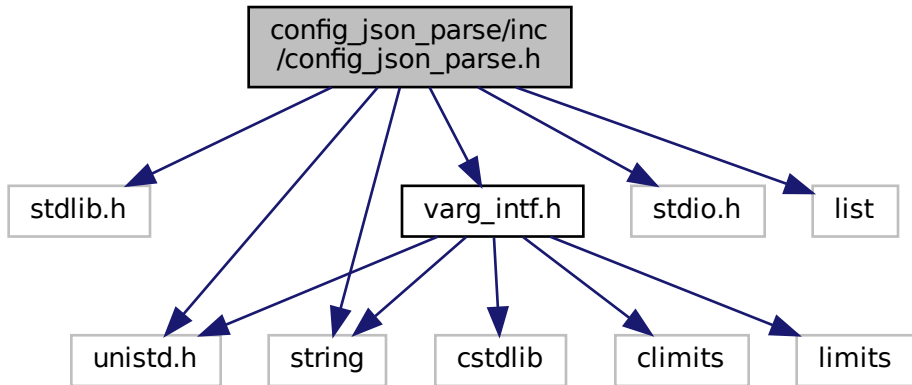 config_json_parse/inc
/config_json_parse.h
stdlib.h
varg_intf.h
stdio.h
list
unistd.h
string
cstdlib
climits
limits